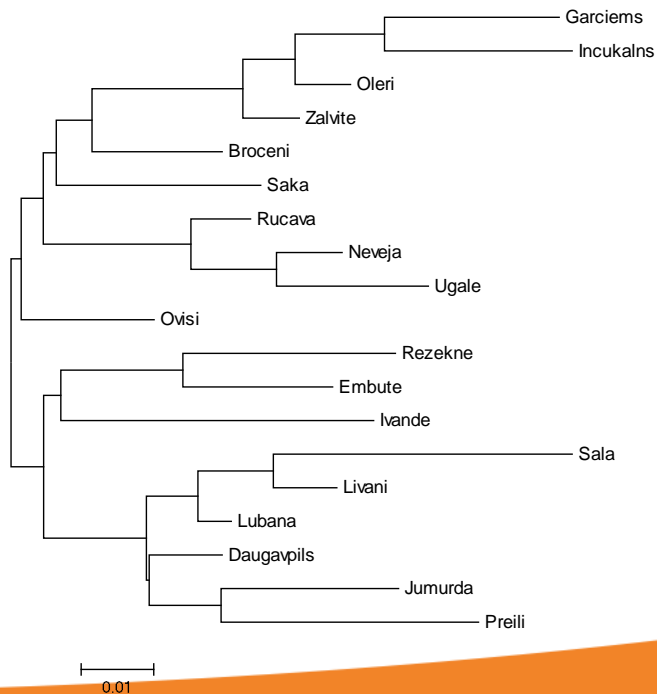 Garciems
Incukalns
Oleri
Zalvite
Broceni
Saka
Rucava
Neveja
Ugale
Ovisi
Rezekne
Embute
Ivande
Sala
Livani
Lubana
Daugavpils
Jumurda
Preili
0.01